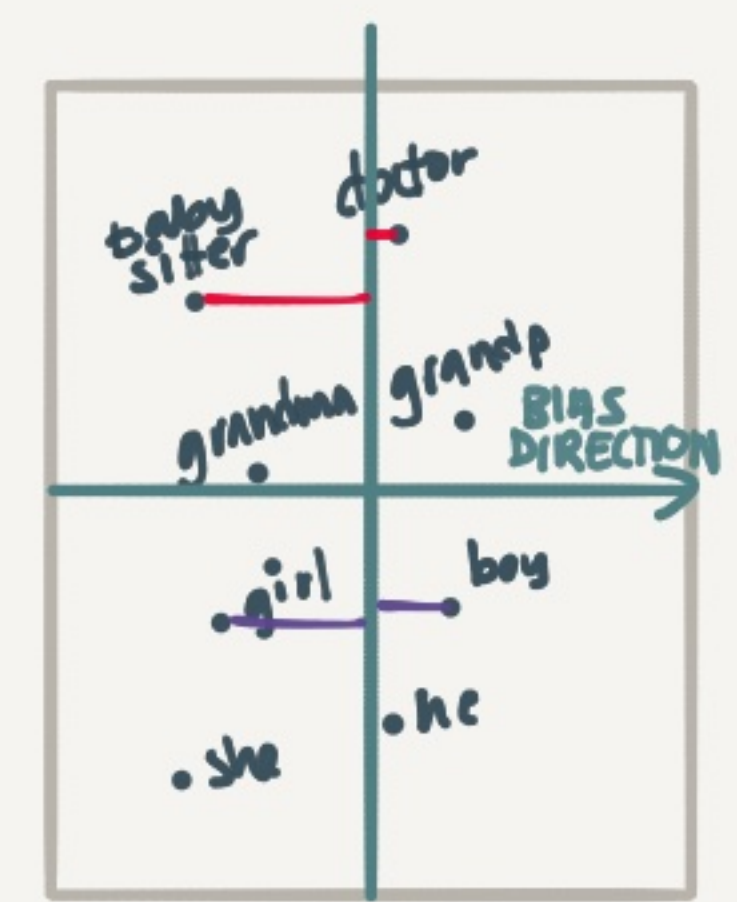 doctor
baby
sitter
grandma
grandp
BIAS
DIRECTION
girl
boy
he
she